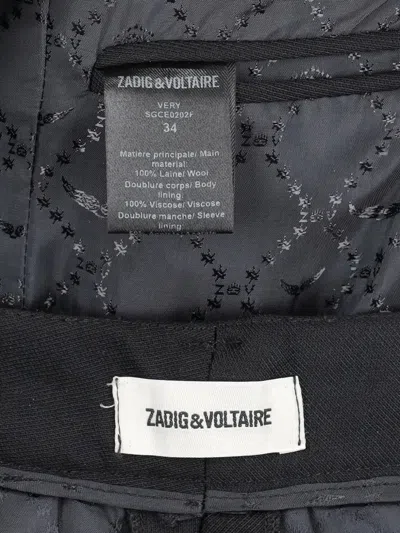 ZADIG&VOLTAIRE
VERY
SGCE0202F
34
Matière principale/ Main
material:
100% Laine/ Wool
Doublure corps/ Body
lining:
100% Viscose/ Viscose
Doublure manche/ Sleeve
lining:
ZADIG&VOLTAIRE